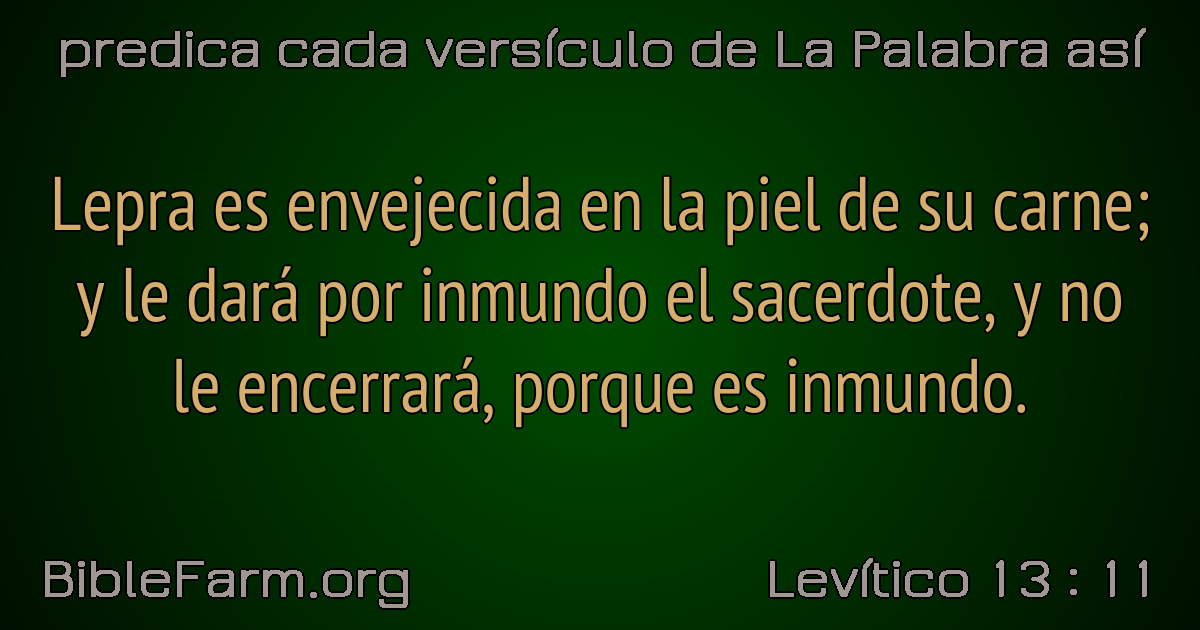 predica cada versículo de La Palabra así
Lepra es envejecida en la piel de su carne;
y le dará por inmundo el sacerdote, y no
le encerrará, porque es inmundo.
BibleFarm.org
Levítico 13 : 11